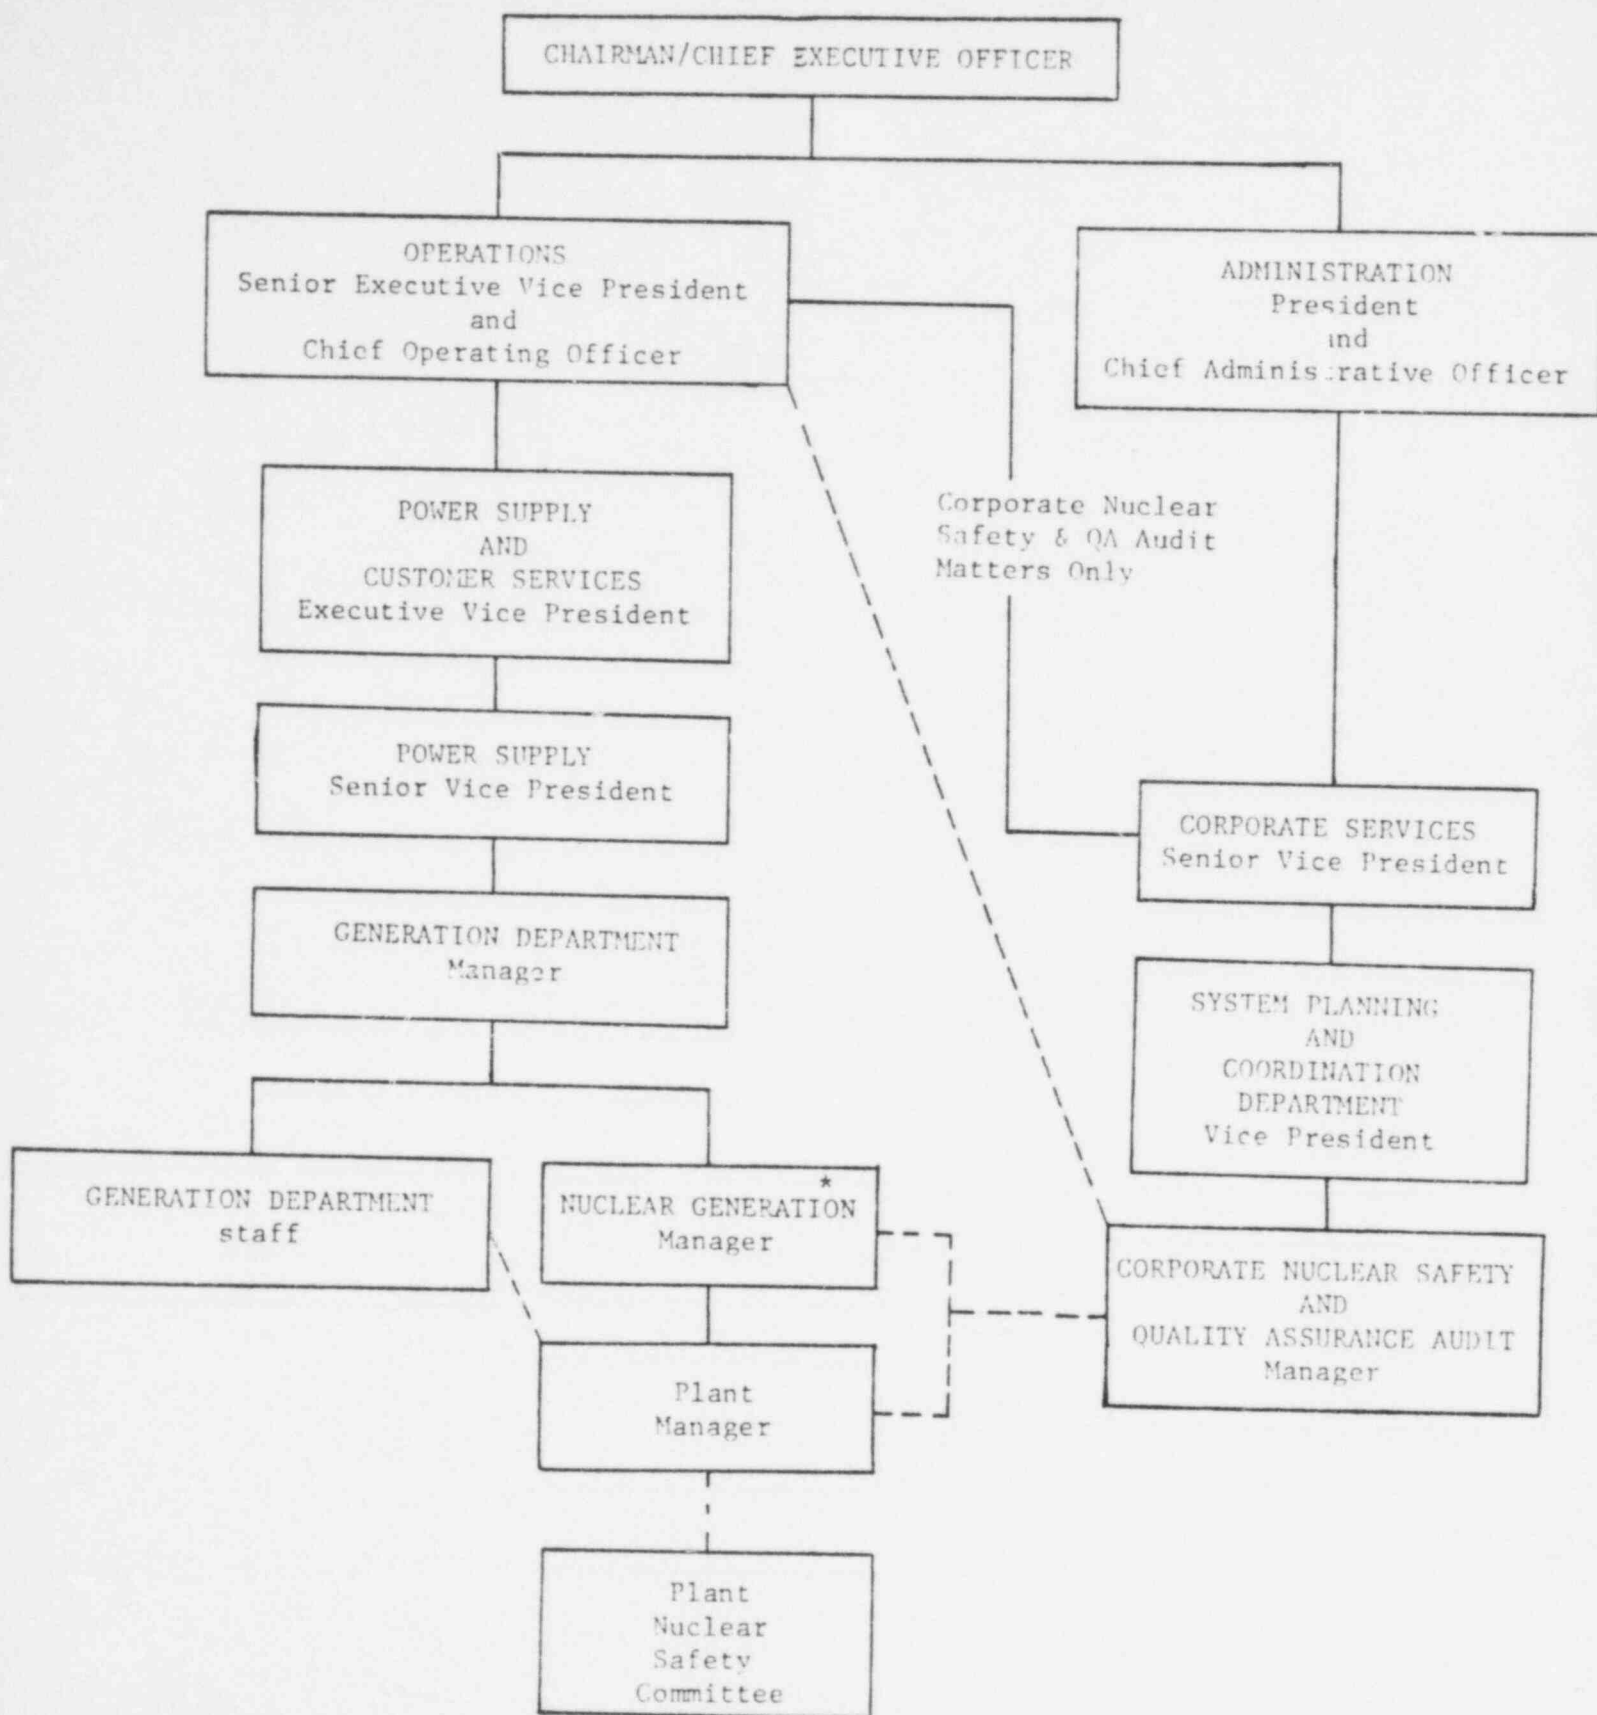 CHAIRMAN/CHIEF EXECUTIVE OFFICER
OPERATIONS
Senior Executive Vice President
and
Chief Operating Officer
ADMINISTRATION
President
and
Chief Administrative Officer
POWER SUPPLY
AND
CUSTOMER SERVICES
Executive Vice President
Corporate Nuclear
Safety & QA Audit
Matters Only
POWER SUPPLY
Senior Vice President
CORPORATE SERVICES
Senior Vice President
GENERATION DEPARTMENT
Manager
SYSTEM PLANNING
AND
COORDINATION
DEPARTMENT
Vice President
GENERATION DEPARTMENT
staff
*
NUCLEAR GENERATION
Manager
CORPORATE NUCLEAR SAFETY
AND
QUALITY ASSURANCE AUDIT
Manager
Plant
Manager
Plant
Nuclear
Safety
Committee